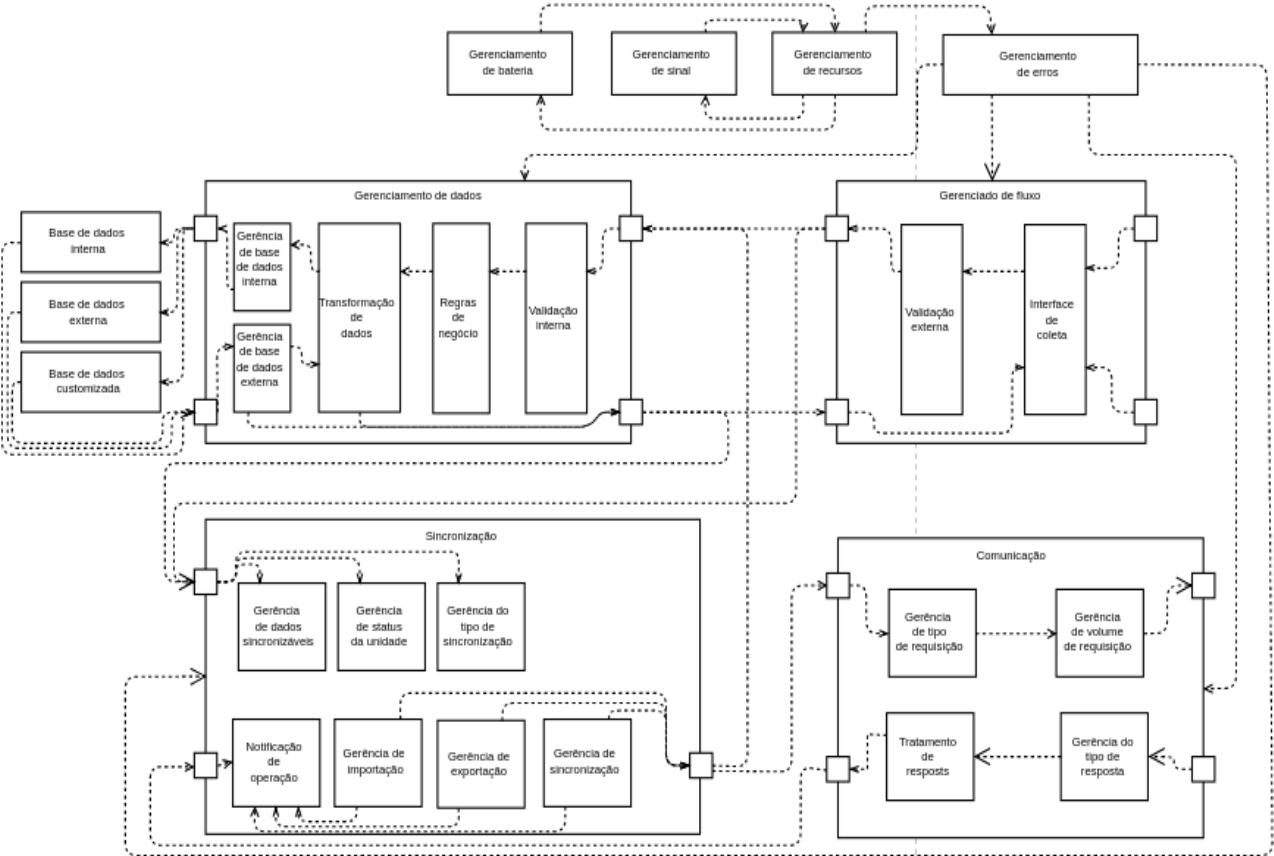 Gerenciamento
de bateria
Gerenciamento
de sinal
Gerenciamento
de recursos
Gerenciamento
de erros
Gerenciamento de dados
Base de dados
interna
Base de dados
externa
Base de dados
customizada
Gerência
de base
de dados
interna
Gerência
de base
de dados
externa
Transformação
de
dados
Regras
de
negócio
Validação
interna
Gerenciado de fluxo
Validação
externa
Interface
de
coleta
Sincronização
Gerência
de dados
sincronizáveis
Gerência
de status
da unidade
Gerência do
tipo de
sincronização
Notificação
de
operação
Gerência de
importação
Gerência de
exportação
Gerência de
sincronização
Comunicação
Gerência
de tipo
de requisição
Gerência
de volume
de requisição
Tratamento
de
resposts
Gerência do
tipo de
resposta